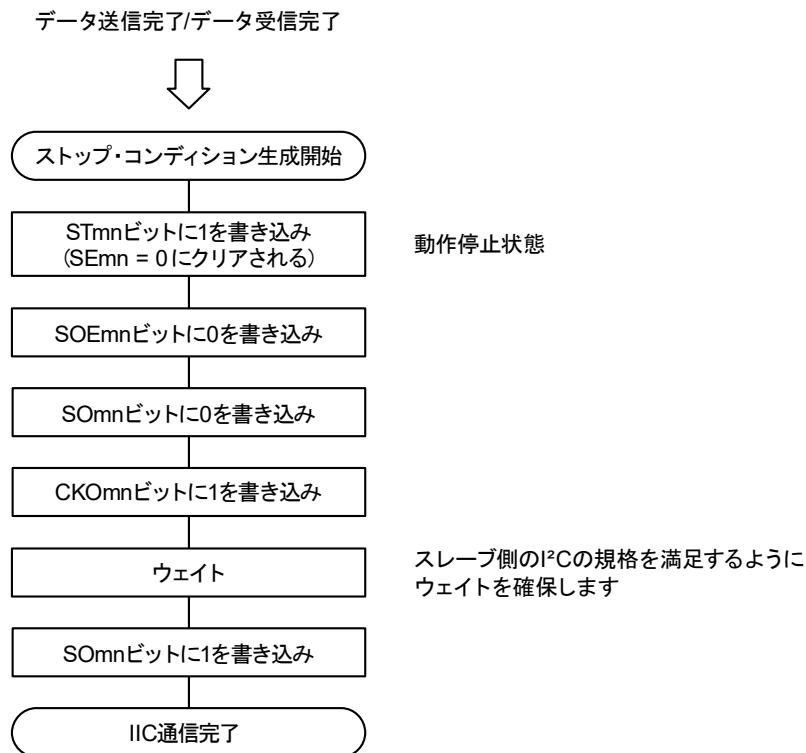 データ送信完了/データ受信完了
ストップ・コンディション生成開始
STmnビットに1を書き込み
(SEmn = 0にクリアされる)
動作停止状態
SOEmnビットに0を書き込み
SOmnビットに0を書き込み
CKOmnビットに1を書き込み
ウェイト
スレーブ側のI²Cの規格を満足するように
ウェイトを確保します
SOmnビットに1を書き込み
IIC通信完了